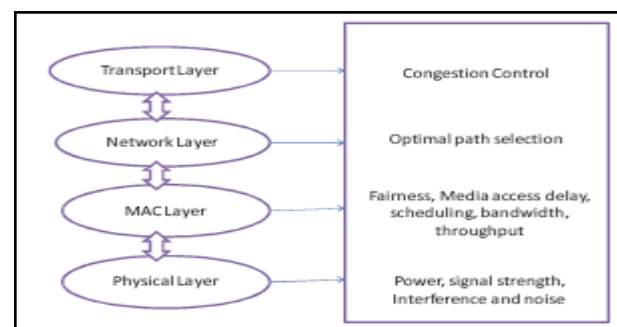 Transport Layer
Congestion Control
Network Layer
Optimal path selection
MAC Layer
Fairness, Media access delay,
scheduling, bandwidth,
throughput
Physical Layer
Power, signal strength,
Interference and noise